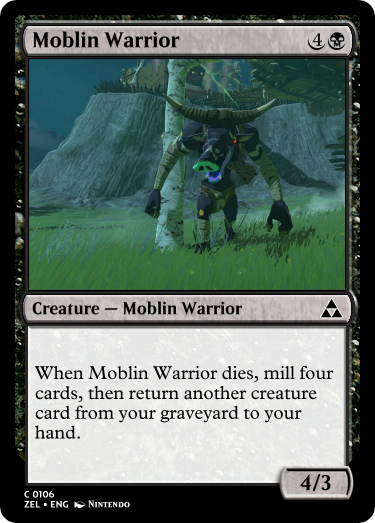 Moblin Warrior 4
Creature — Moblin Warrior
When Moblin Warrior dies, mill four
cards, then return another creature
card from your graveyard to your
hand.
4/3
C 0106
ZEL • ENG Nintendo